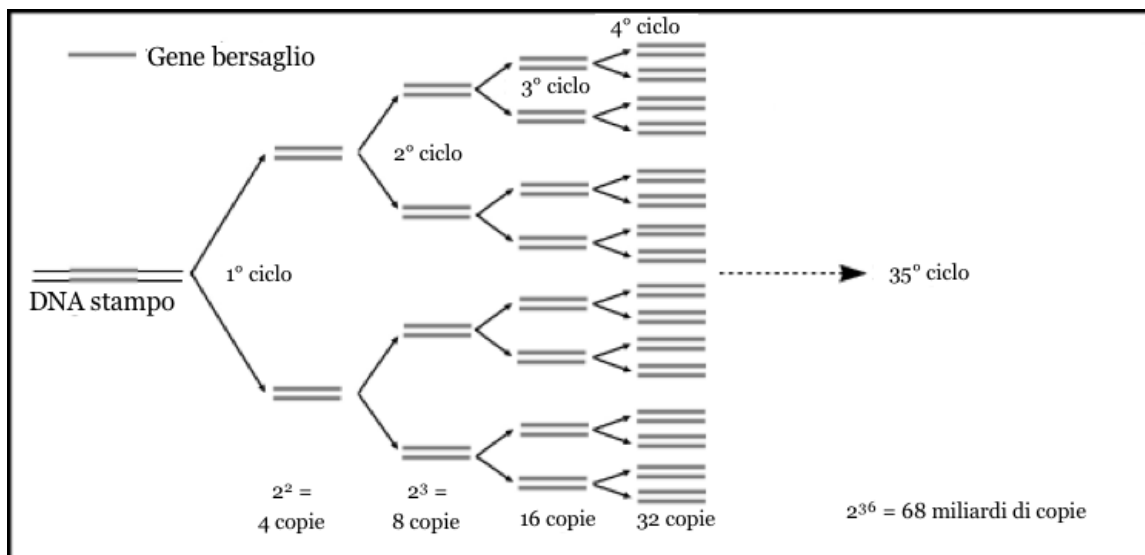 4° ciclo
Gene bersaglio
3° ciclo
2° ciclo
1° ciclo
35° ciclo
DNA stampo
2² =
4 copie
2³ =
8 copie
16 copie
32 copie
2³⁶ = 68 miliardi di copie